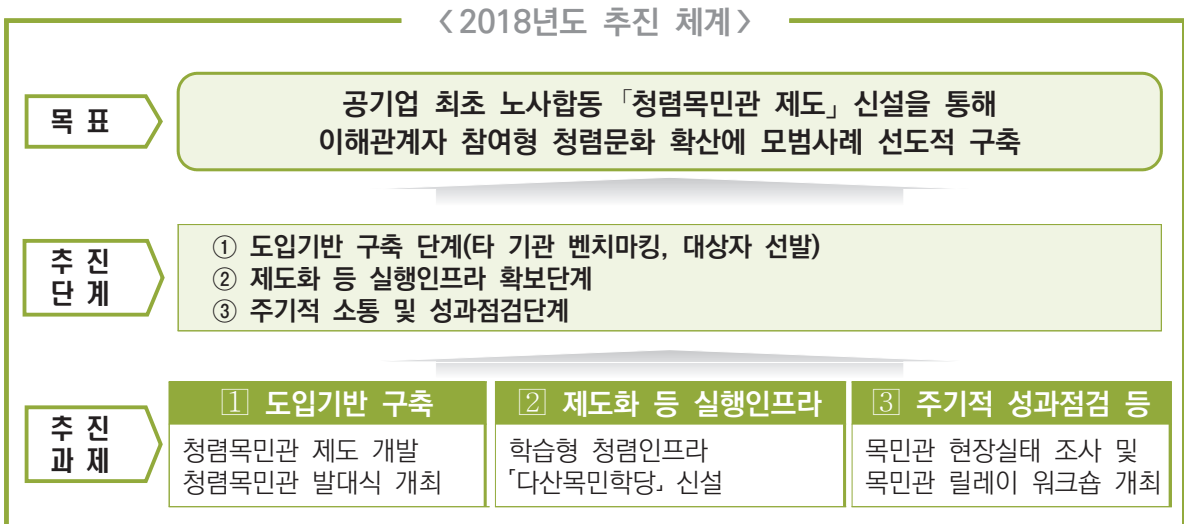 〈2018년도 추진 체계〉
목 표
공기업 최초 노사합동 「청렴목민관 제도」 신설을 통해
이해관계자 참여형 청렴문화 확산에 모범사례 선도적 구축
추 진
단 계
① 도입기반 구축 단계(타 기관 벤치마킹, 대상자 선발)
② 제도화 등 실행인프라 확보단계
③ 주기적 소통 및 성과점검단계
추 진
과 제
1 도입기반 구축
청렴목민관 제도 개발
청렴목민관 발대식 개최
2 제도화 등 실행인프라
학습형 청렴인프라
「다산목민학당」 신설
3 주기적 성과점검 등
목민관 현장실태 조사 및
목민관 릴레이 워크숍 개최